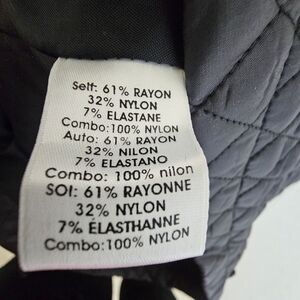 Self: 61% RAYON
32% NYLON
7% ELASTANE
Combo:100% NYLON
Auto: 61% RAYON
32% NILON
7% ELASTANO
Combo: 100% nilon
SOI: 61% RAYONNE
32% NYLON
7% ÉLASTHANNE
Combo:100% NYLON